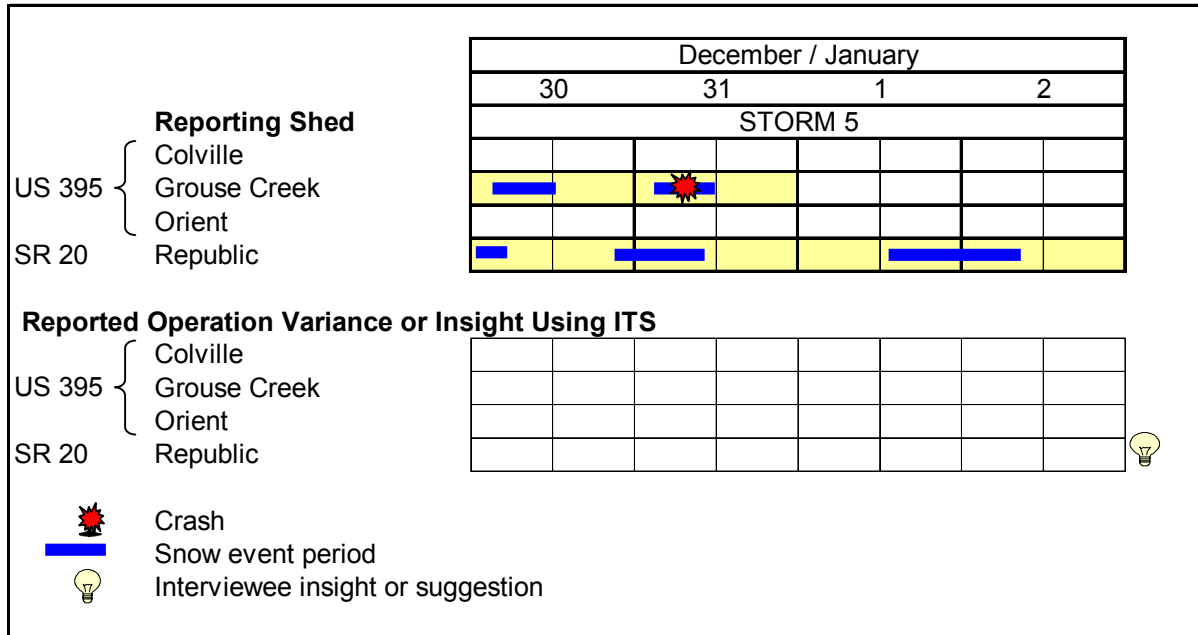 December / January
30 31 1 2
Reporting Shed STORM 5
Colville
US 395 Grouse Creek
Orient
SR 20 Republic
Reported Operation Variance or Insight Using ITS
Colville
US 395 Grouse Creek
Orient
SR 20 Republic
Crash
Snow event period
Interviewee insight or suggestion